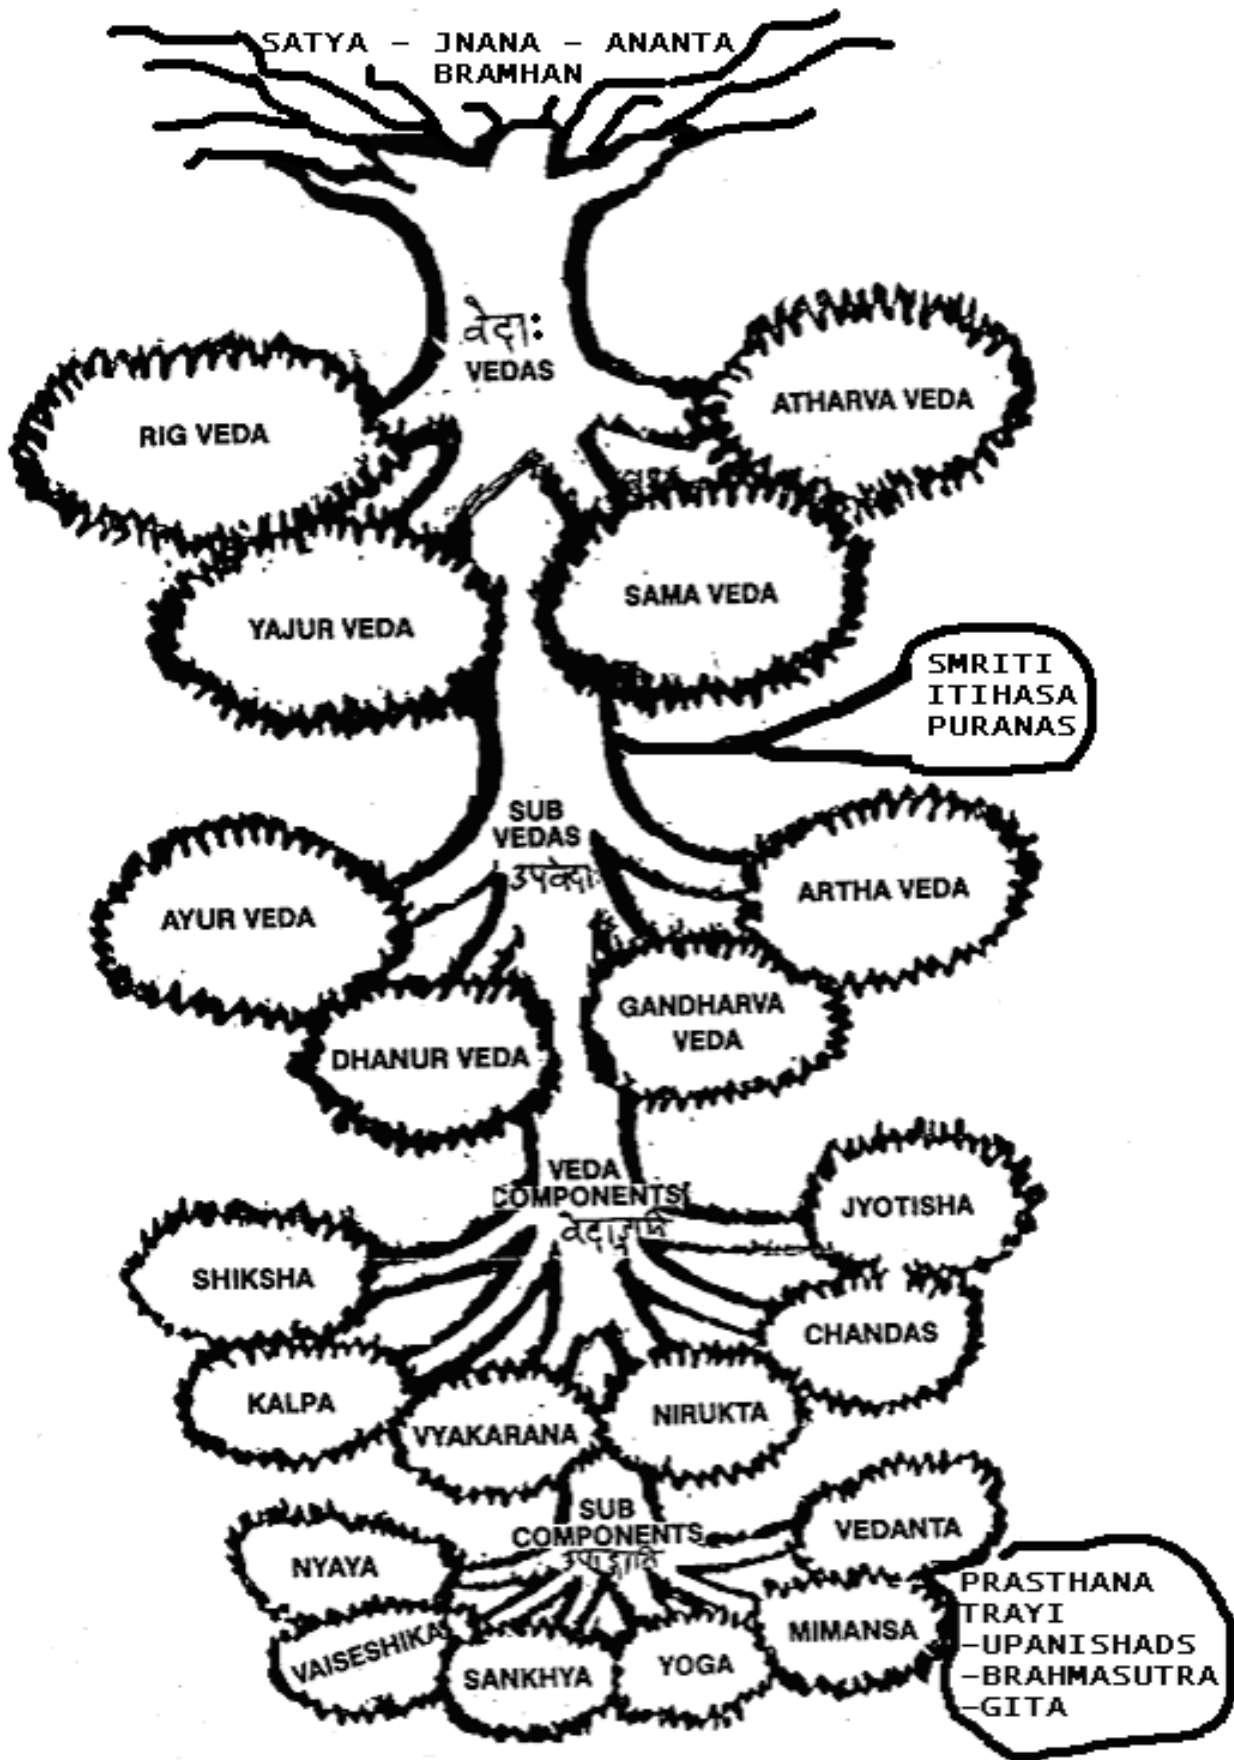 SATYA - JNANA - ANANTA
BRAMHAN
वेदाः
VEDAS
RIG VEDA
ATHARVA VEDA
YAJUR VEDA
SAMA VEDA
SMRITI
ITIHASA
PURANAS
SUB
VEDAS
उपवेदाः
AYUR VEDA
ARTHA VEDA
DHANUR VEDA
GANDHARVA
VEDA
VEDA
COMPONENTS
SHIKSHA
JYOTISHA
KALPA
CHANDAS
VYAKARANA
NIRUKTA
SUB
COMPONENTS
NYAYA
VEDANTA
VAISESHIKA
SANKHYA
YOGA
MIMANSA
PRASTHANA
TRAYI
-UPANISHADS
-BRAHMASUTRA
-GITA